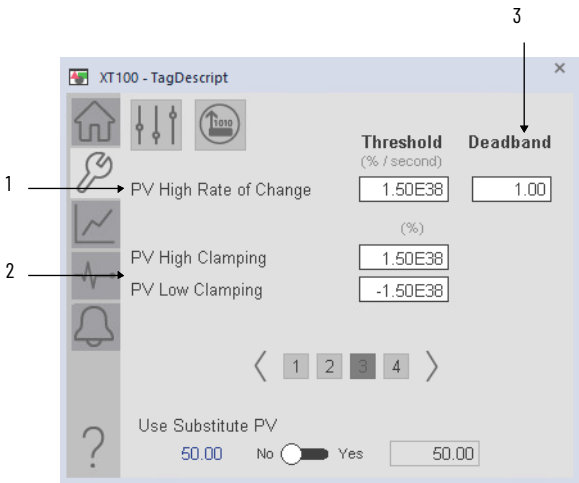 3
XT100 - TagDescript
×
1010
Threshold Deadband
(% / second)
1 PV High Rate of Change 1.50E38 1.00
(%)
PV High Clamping 1.50E38
2
PV Low Clamping -1.50E38
1 2 3 4
Use Substitute PV
50.00 No Yes 50.00
?